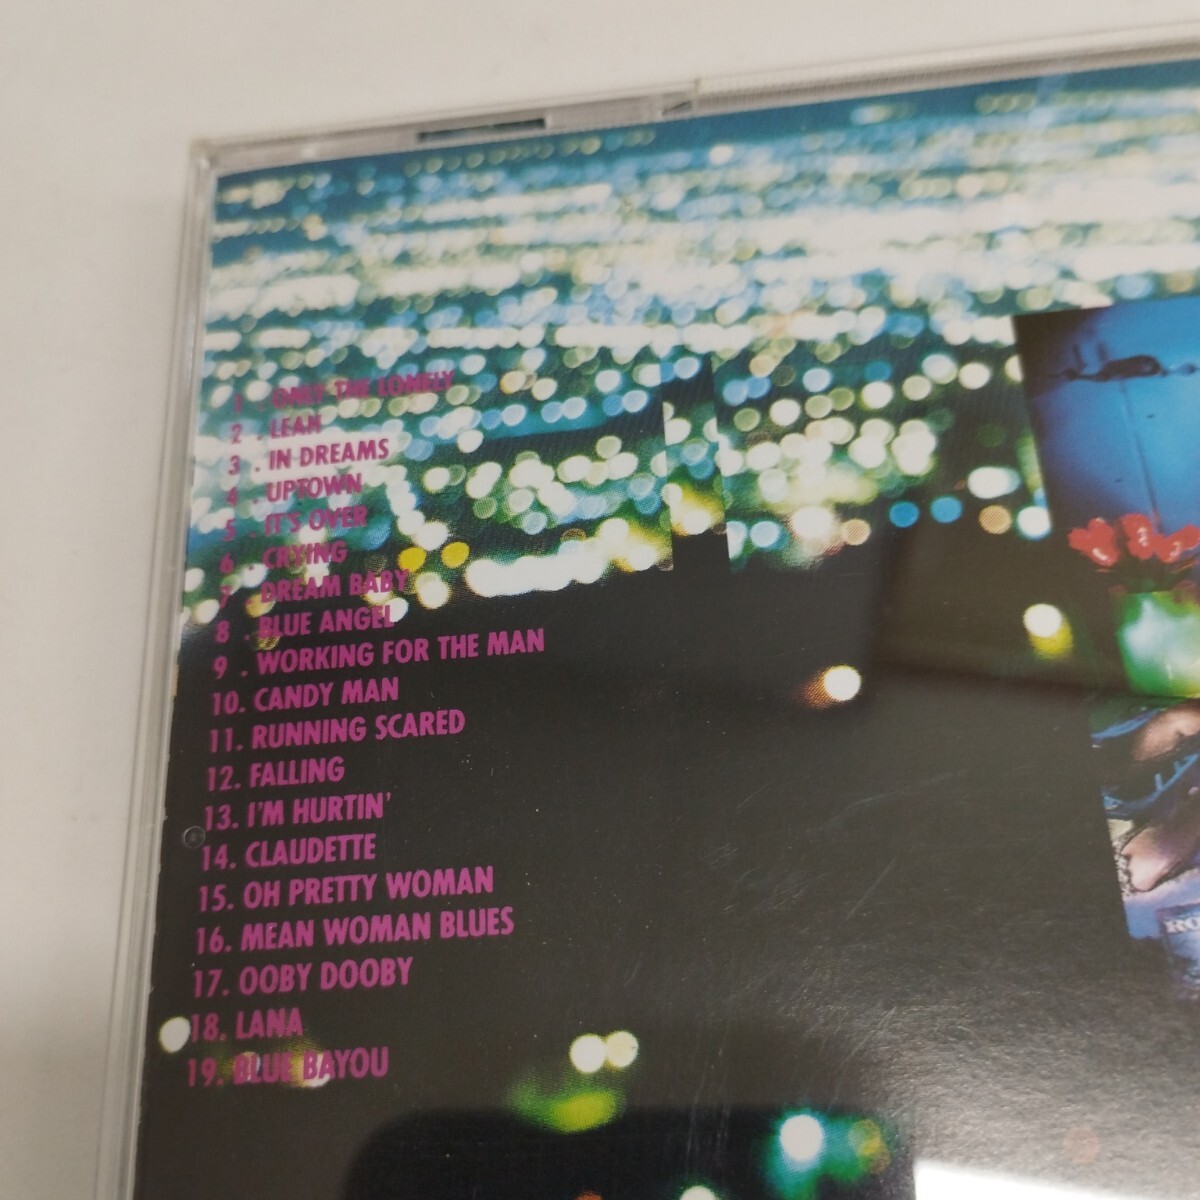 1 . ONLY THE LONELY
2 . LEAH
3 . IN DREAMS
4 . UPTOWN
5 . IT'S OVER
6 . CRYING
7 . DREAM BABY
8 . BLUE ANGEL
9 . WORKING FOR THE MAN
10. CANDY MAN
11. RUNNING SCARED
12. FALLING
13. I'M HURTIN'
14. CLAUDETTE
15. OH PRETTY WOMAN
16. MEAN WOMAN BLUES
17. OOBY DOOBY
18. LANA
19. BLUE BAYOU